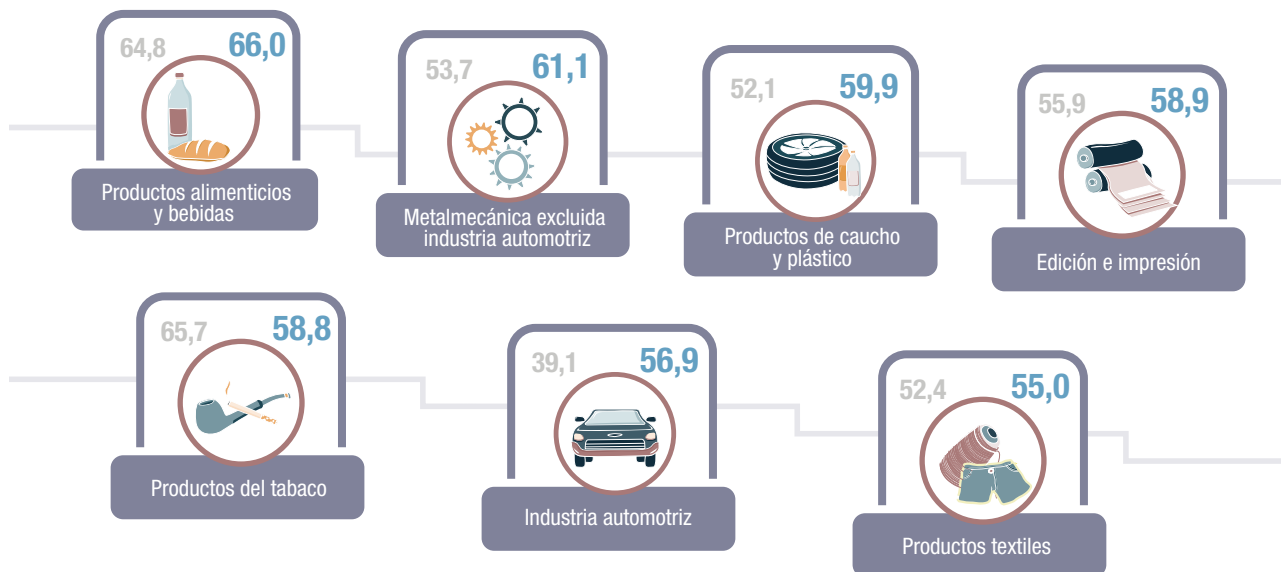 64,8 66,0
Productos alimenticios
y bebidas
53,7 61,1
Metalmecánica excluida
industria automotriz
52,1 59,9
Productos de caucho
y plástico
55,9 58,9
Edición e impresión
65,7 58,8
Productos del tabaco
39,1 56,9
Industria automotriz
52,4 55,0
Productos textiles